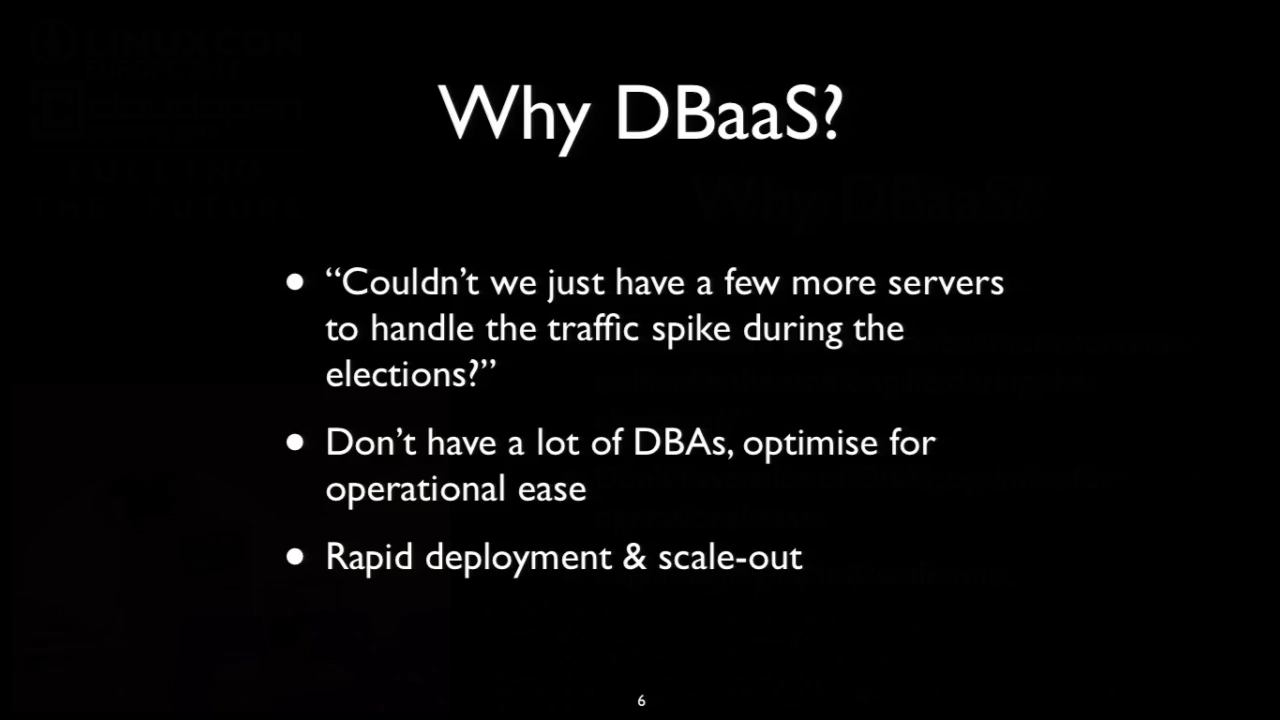 Why DBaaS?
• “Couldn’t we just have a few more servers
to handle the traffic spike during the
elections?”
• Don’t have a lot of DBAs, optimise for
operational ease
• Rapid deployment & scale-out
6